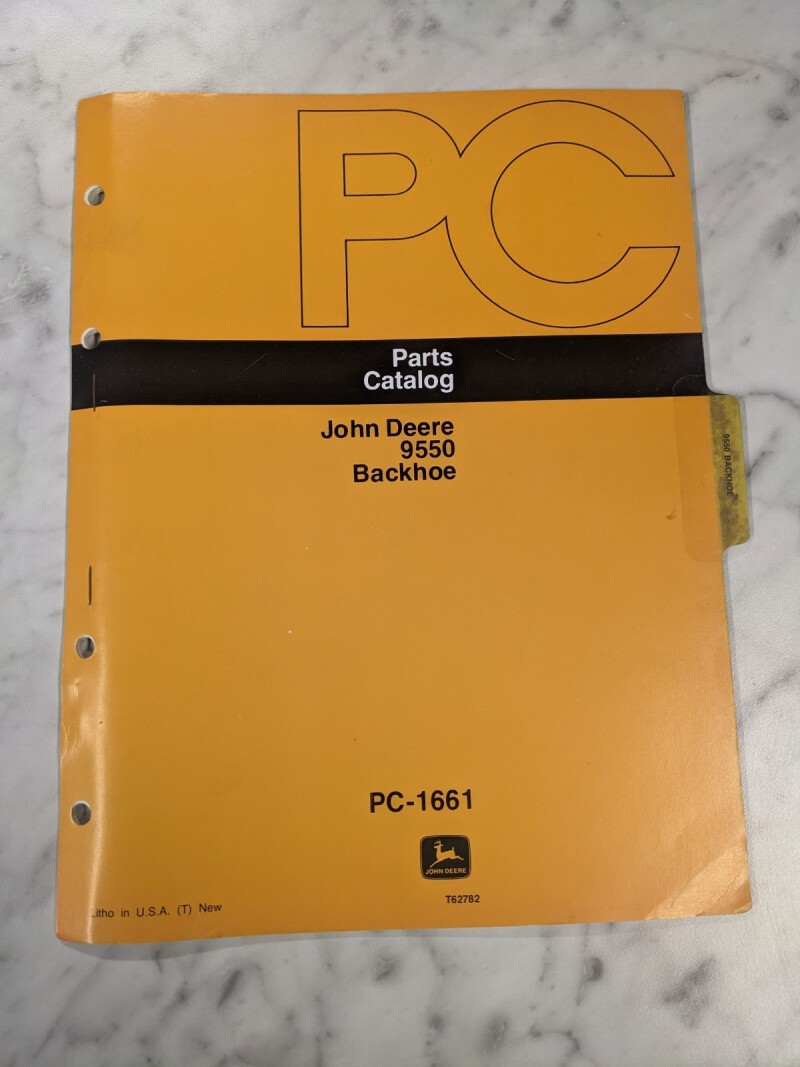 PC
Parts
Catalog
John Deere
9550
Backhoe
9550 BACKHOE
PC-1661
JOHN DEERE
T62782
Litho in U.S.A. (T) New